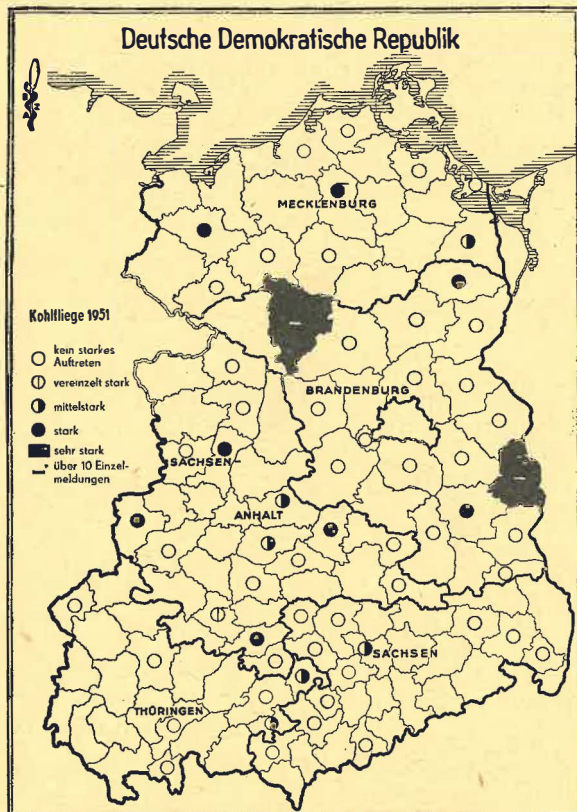 Deutsche Demokratische Republik
MECKLENBURG
Kohlfliege 1951
kein starkes
Auftreten
vereinzelt stark
mittelstark
stark
sehr stark
über 10 Einzel-
meldungen
BRANDENBURG
SACHSEN-
ANHALT
SACHSEN
THÜRINGEN